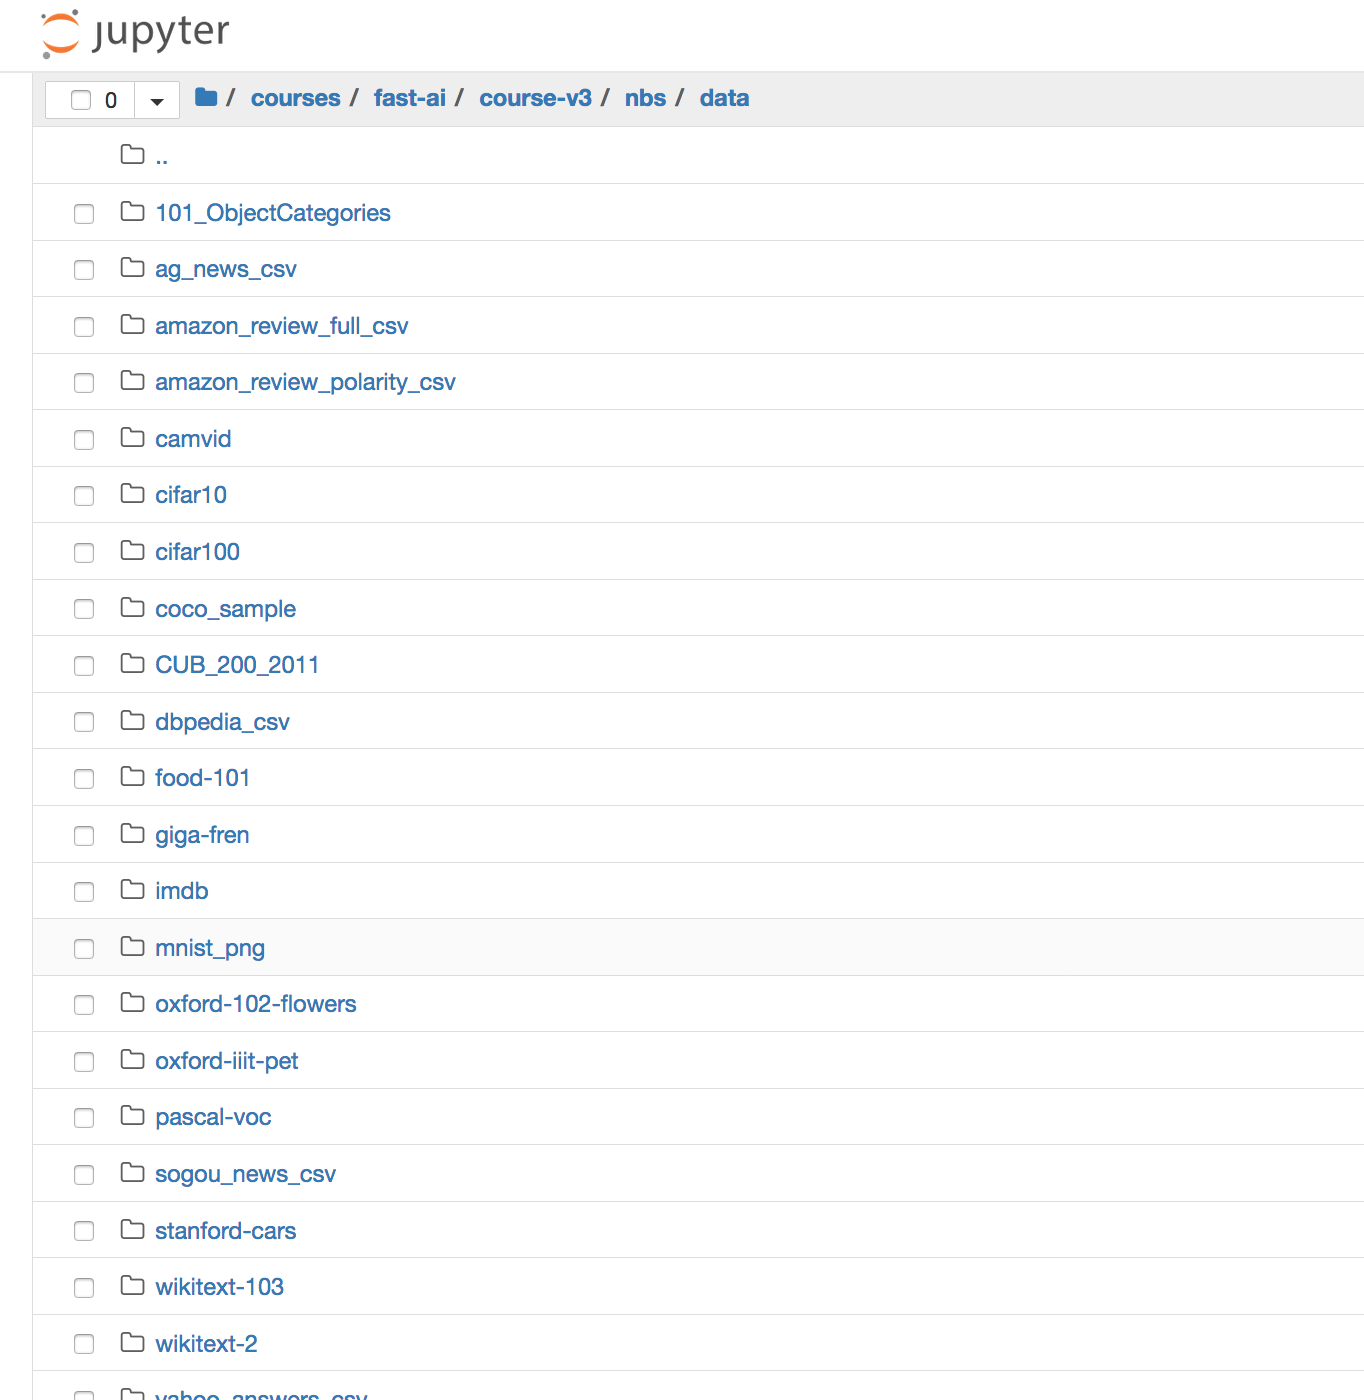 jupyter
0 / courses / fast-ai / course-v3 / nbs / data
..
101_ObjectCategories
ag_news_csv
amazon_review_full_csv
amazon_review_polarity_csv
camvid
cifar10
cifar100
coco_sample
CUB_200_2011
dbpedia_csv
food-101
giga-fren
imdb
mnist_png
oxford-102-flowers
oxford-iiit-pet
pascal-voc
sogou_news_csv
stanford-cars
wikitext-103
wikitext-2
yahoo_answers_csv